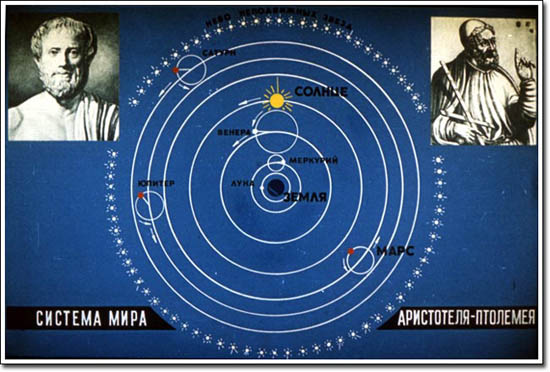 НЕБО НЕПОДВИЖНЫХ ЗВЕЗД
САТУРН
СОЛНЦЕ
ВЕНЕРА
МЕРКУРИЙ
ЮПИТЕР
ЛУНА
ЗЕМЛЯ
МАРС
СИСТЕМА МИРА
АРИСТОТЕЛЯ-ПТОЛЕМЕЯ